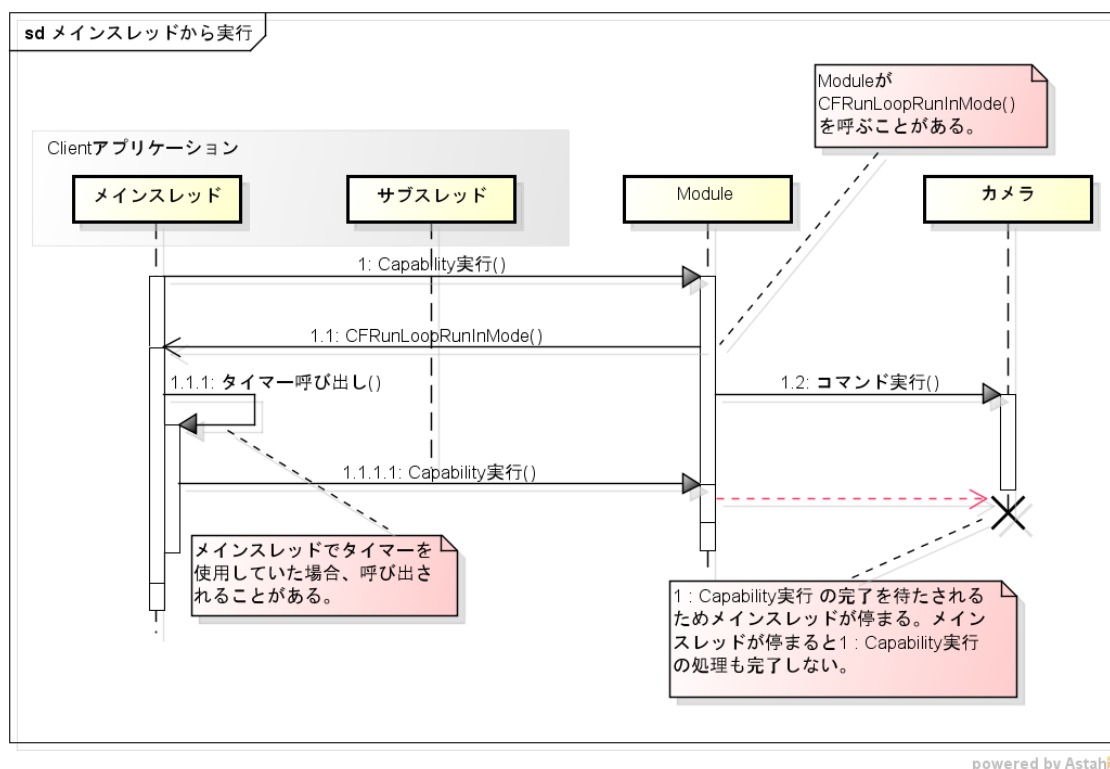 sd メインスレッドから実行
Moduleが
CFRunLoopRunInMode()
を呼ぶことがある。
Clientアプリケーション
メインスレッド
サブスレッド
Module
カメラ
1: Capability実行()
1.1: CFRunLoopRunInMode()
1.1.1: タイマー呼び出し()
1.2: コマンド実行()
1.1.1.1: Capability実行()
メインスレッドでタイマーを
使用していた場合、呼び出さ
れることがある。
1 : Capability実行 の完了を待たされる
ためメインスレッドが停まる。メイン
スレッドが停まると1 : Capability実行
の処理も完了しない。
powered by Astah